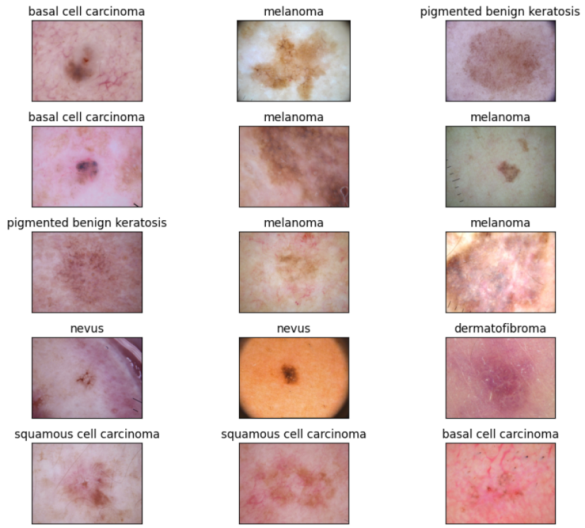 basal cell carcinoma
melanoma
pigmented benign keratosis
basal cell carcinoma
melanoma
melanoma
pigmented benign keratosis
melanoma
melanoma
nevus
nevus
dermatofibroma
squamous cell carcinoma
squamous cell carcinoma
basal cell carcinoma